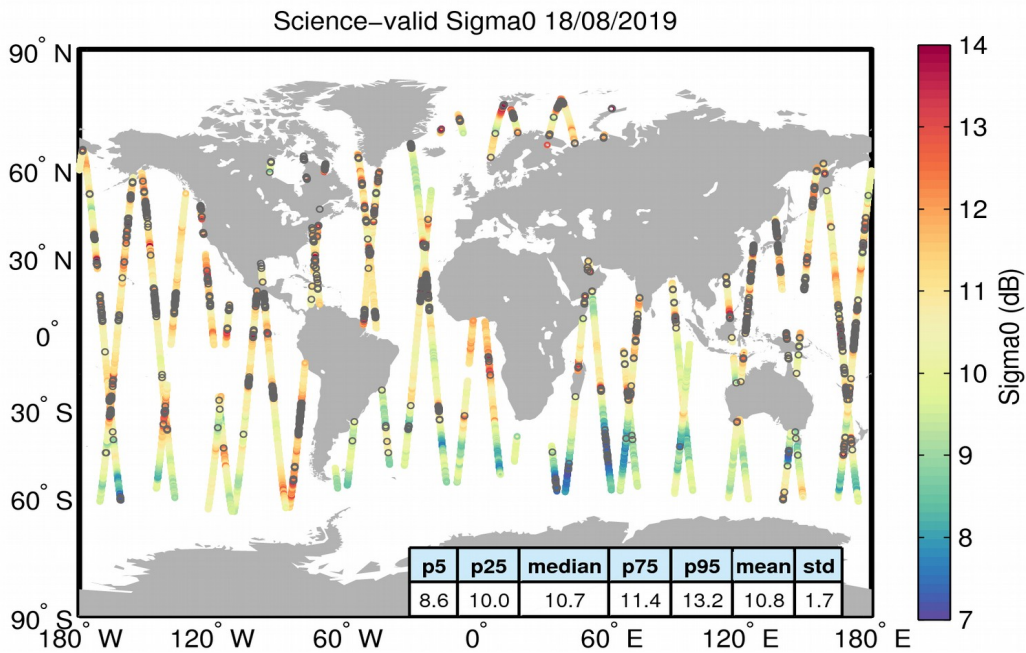 Science−valid Sigma0 18/08/2019
90° N
60° N
30° N
0°
30° S
60° S
90° S
180° W
120° W
60° W
0°
60° E
120° E
180° E
p5 p25 median p75 p95 mean std
8.6 10.0 10.7 11.4 13.2 10.8 1.7
14
13
12
11
10
9
8
7
Sigma0 (dB)